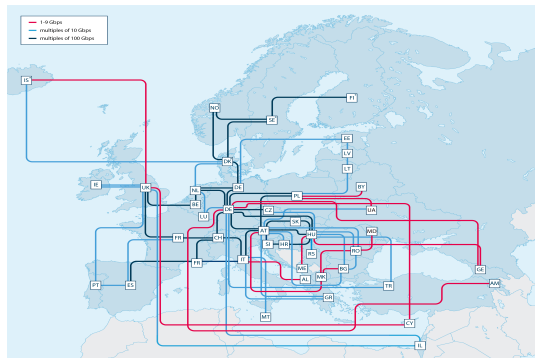 1-9 Gbps
multiples of 10 Gbps
multiples of 100 Gbps
IS
FI
NO
SE
EE
LV
DK
LT
IE
UK
NL
DE
BY
BE
PL
LU
DE
CZ
UA
SK
FR
CH
AT
HU
MD
SI
HR
RO
RS
FR
IT
ME
BG
GE
AL
MK
PT
ES
TR
AM
GR
MT
CY
IL